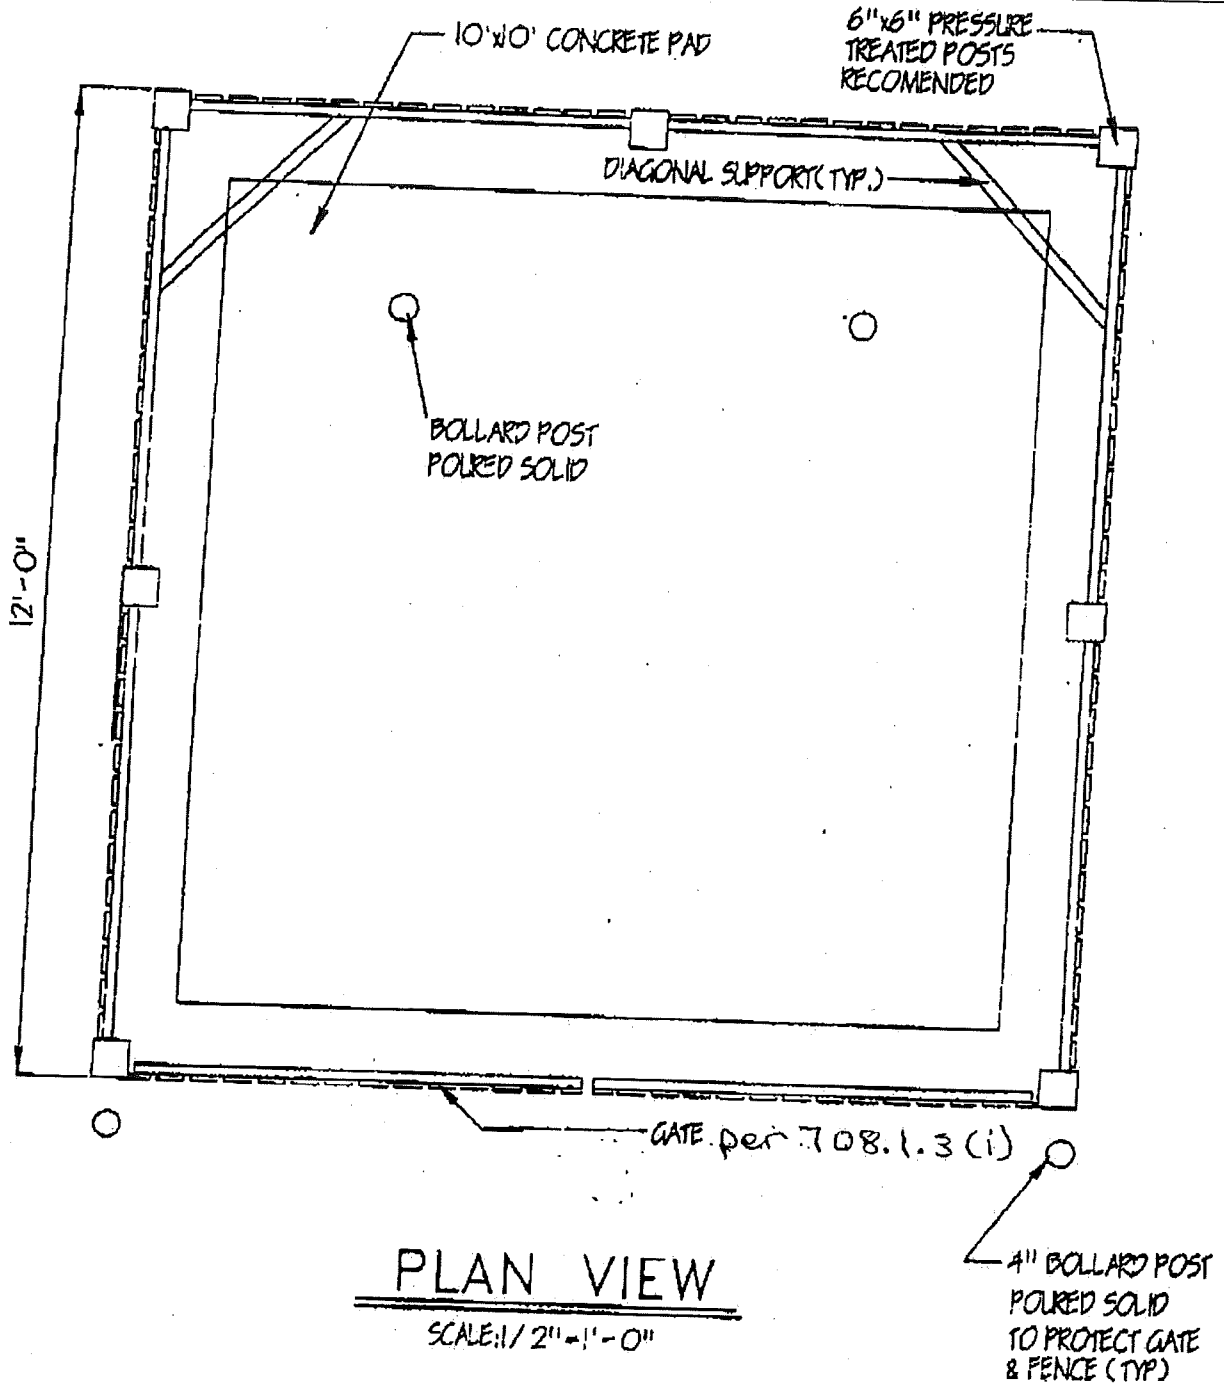 10'x10' CONCRETE PAD
6"x6" PRESSURE
TREATED POSTS
RECOMENDED
DIAGONAL SUPPORT (TYP.)
BOLLARD POST
POURED SOLID
12'-0"
GATE per 708.1.3 (i)
PLAN VIEW
SCALE:1/2"-1'-0"
4" BOLLARD POST
POURED SOLID
TO PROTECT GATE
& FENCE (TYP)